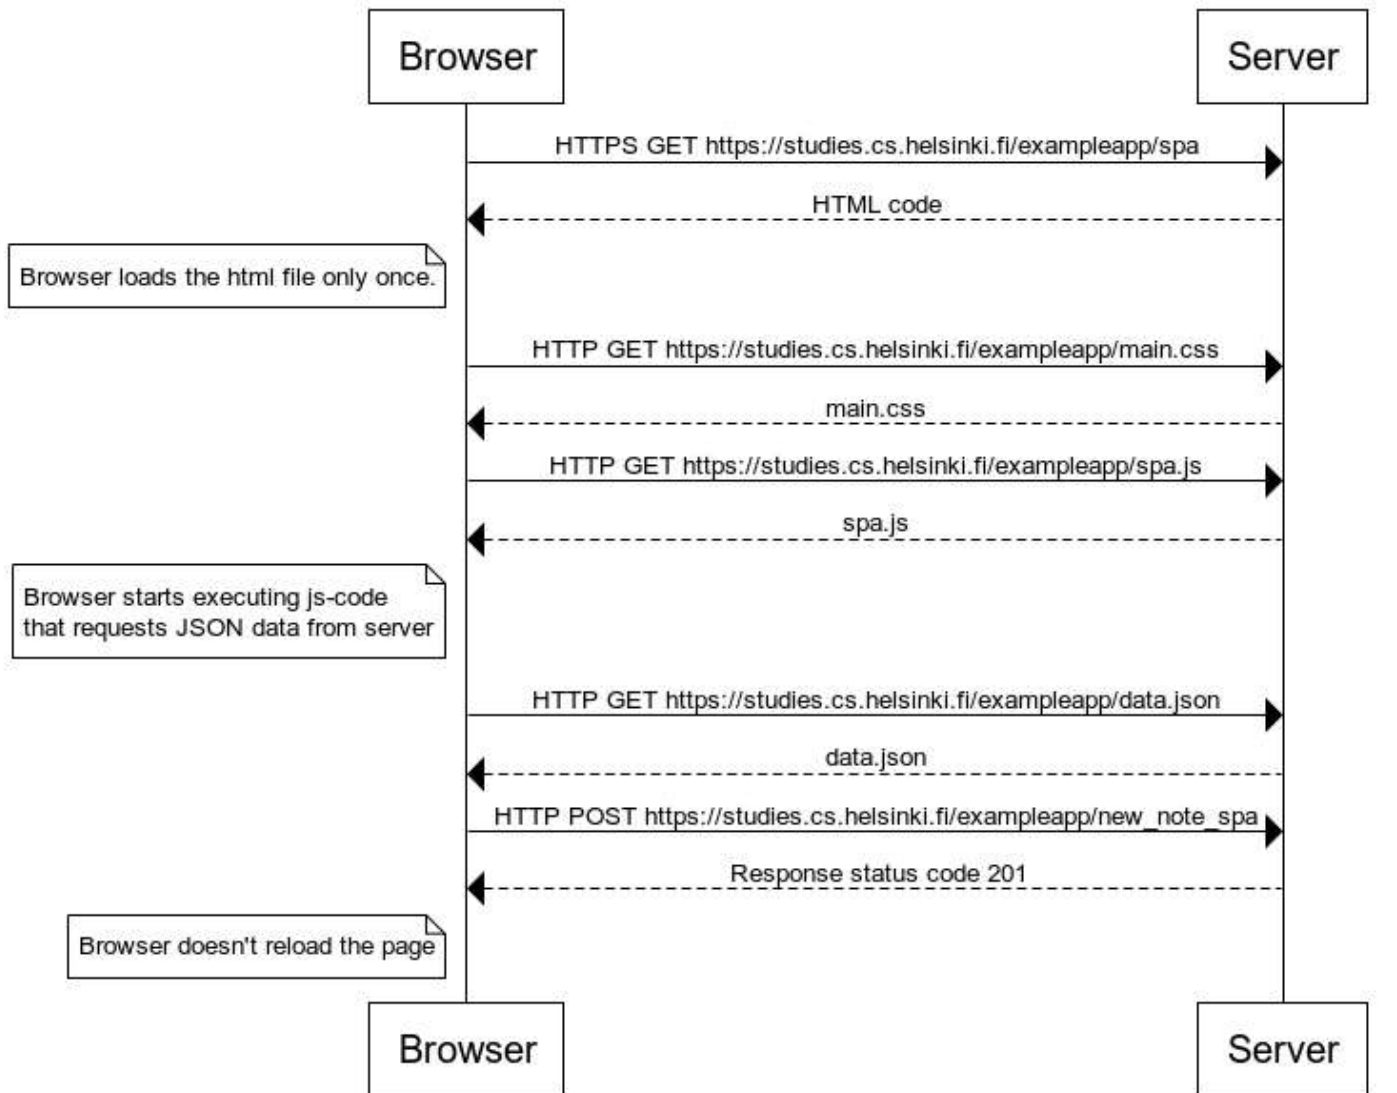 Browser
Server
HTTPS GET https://studies.cs.helsinki.fi/exampleapp/spa
HTML code
Browser loads the html file only once.
HTTP GET https://studies.cs.helsinki.fi/exampleapp/main.css
main.css
HTTP GET https://studies.cs.helsinki.fi/exampleapp/spa.js
spa.js
Browser starts executing js-code
that requests JSON data from server
HTTP GET https://studies.cs.helsinki.fi/exampleapp/data.json
data.json
HTTP POST https://studies.cs.helsinki.fi/exampleapp/new_note_spa
Response status code 201
Browser doesn't reload the page
Browser
Server